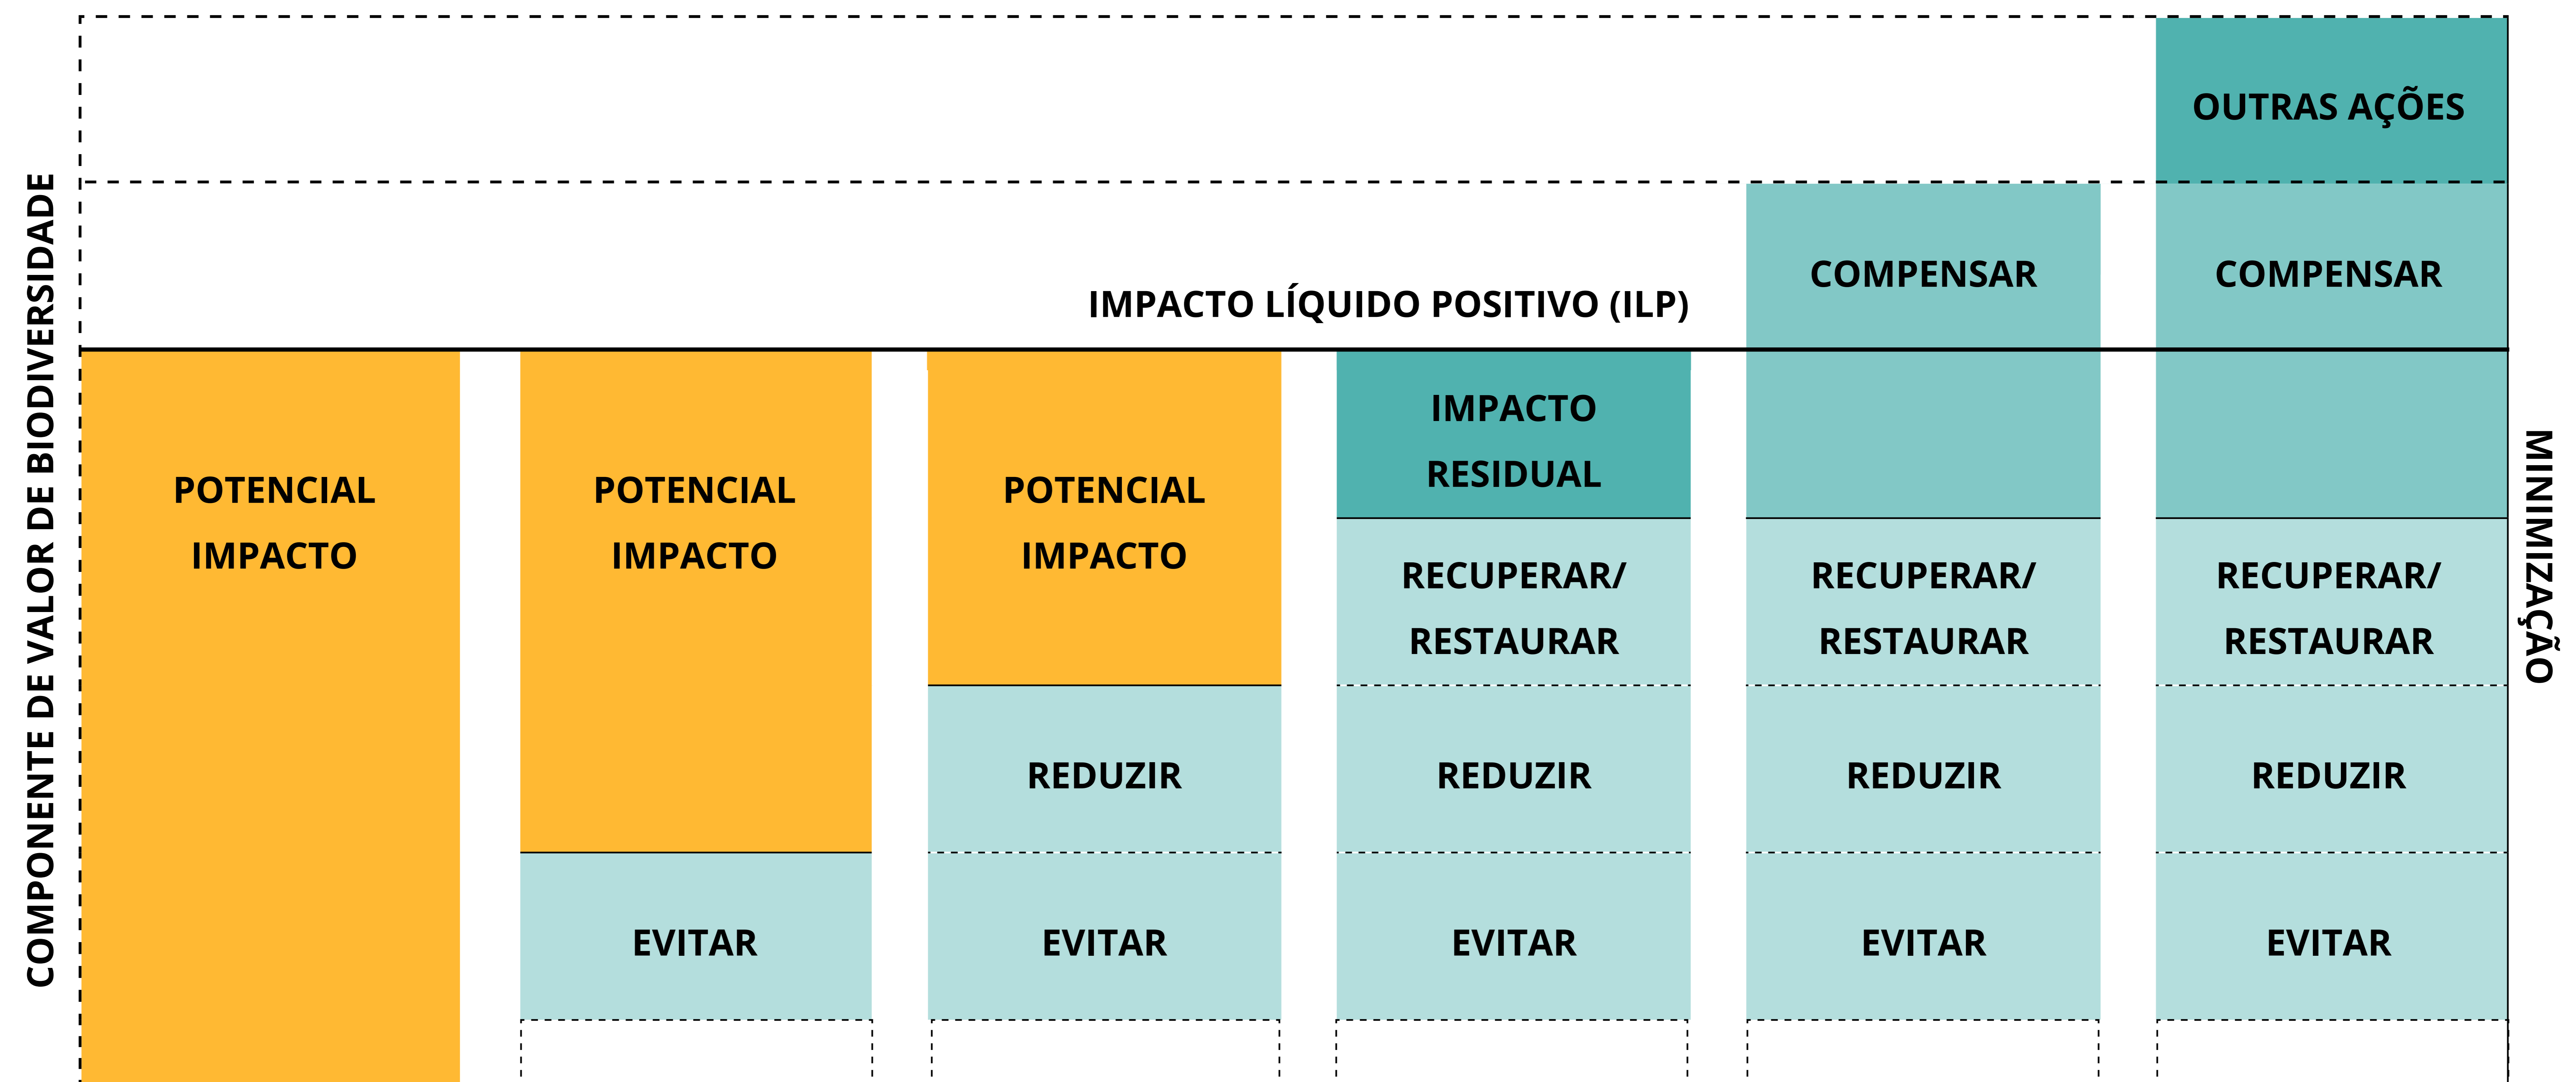 COMPONENTE DE VALOR DE BIODIVERSIDADE
OUTRAS AÇÕES
COMPENSAR
COMPENSAR
IMPACTO LÍQUIDO POSITIVO (ILP)
POTENCIAL
IMPACTO
POTENCIAL
IMPACTO
POTENCIAL
IMPACTO
IMPACTO
RESIDUAL
RECUPERAR/
RESTAURAR
RECUPERAR/
RESTAURAR
RECUPERAR/
RESTAURAR
REDUZIR
REDUZIR
REDUZIR
REDUZIR
EVITAR
EVITAR
EVITAR
EVITAR
EVITAR
MINIMIZAÇÃO